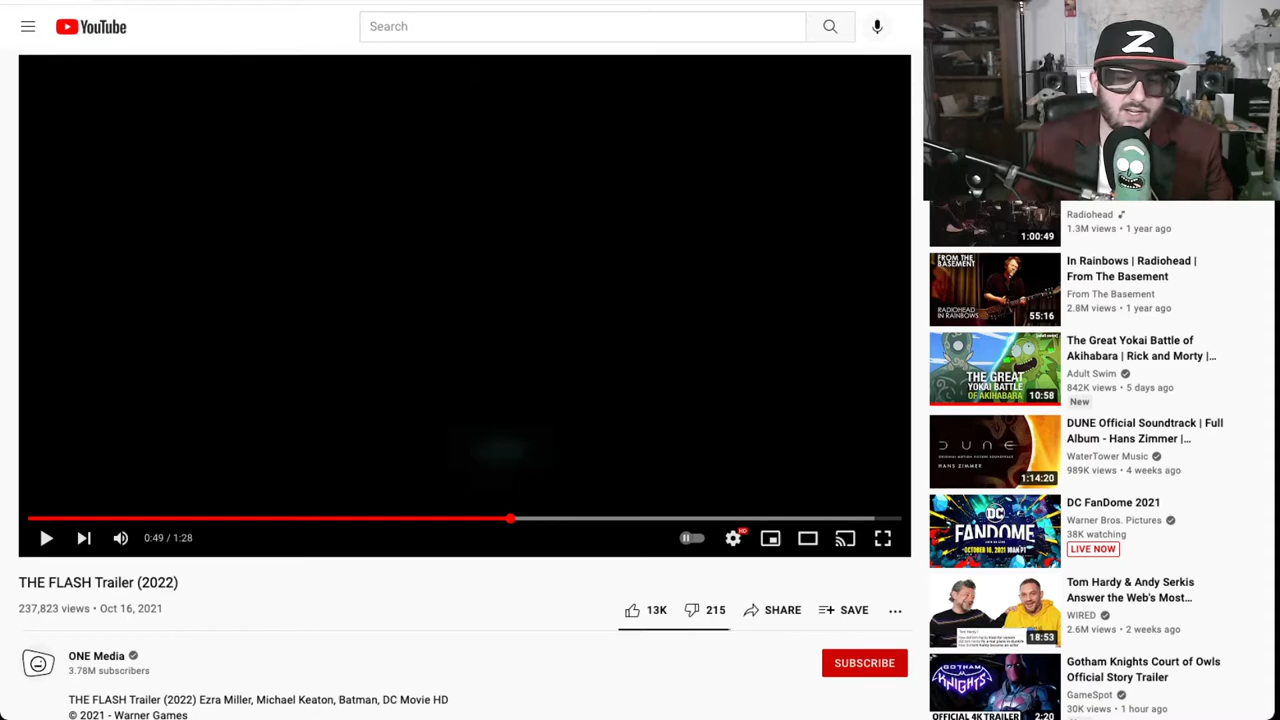 YouTube
Search
Z
Radiohead
1:00:49
1.3M views • 1 year ago
FROM THE
BASEMENT
RADIOHEAD
IN RAINBOWS
55:16
In Rainbows | Radiohead |
From The Basement
From The Basement
2.8M views • 1 year ago
THE GREAT
YOKAI BATTLE
OF AKIHABARA
10:58
The Great Yokai Battle of
Akihabara | Rick and Morty |...
Adult Swim
842K views • 5 days ago
New
DUNE
HANS ZIMMER
1:14:20
DUNE Official Soundtrack | Full
Album - Hans Zimmer |...
WaterTower Music
989K views • 4 weeks ago
DC
FANDOME
OCTOBER 16, 2021 10AM PT
DC FanDome 2021
Warner Bros. Pictures
38K watching
LIVE NOW
18:53
Tom Hardy & Andy Serkis
Answer the Web's Most...
WIRED
2.6M views • 2 weeks ago
GOTHAM
KNIGHTS
OFFICIAL 4K TRAILER
2:20
Gotham Knights Court of Owls
Official Story Trailer
GameSpot
30K views • 1 hour ago
0:49 / 1:28
HD
THE FLASH Trailer (2022)
237,823 views • Oct 16, 2021
13K
215
SHARE
SAVE
ONE Media
3.78M subscribers
SUBSCRIBE
THE FLASH Trailer (2022) Ezra Miller, Michael Keaton, Batman, DC Movie HD
© 2021 - Warner Games